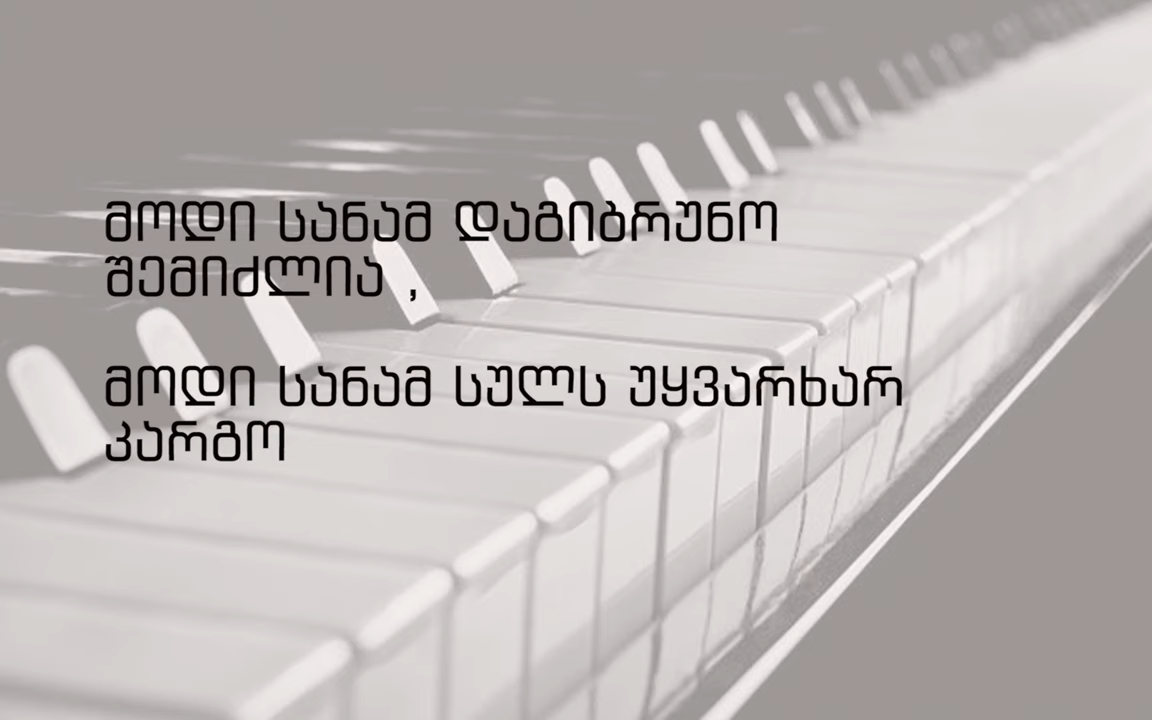 მოდი სანამ დაგიბრუნო
შემიძლია ,
მოდი სანამ სულს უყვარხარ
კარგო